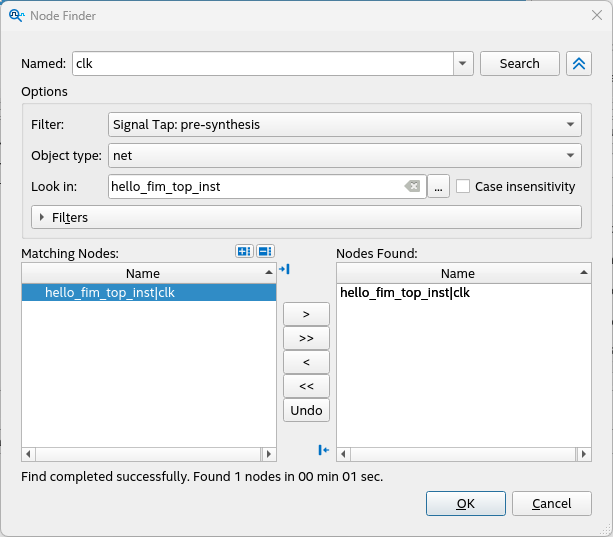 Node Finder
Named: clk Search
Options
Filter: Signal Tap: pre-synthesis
Object type: net
Look in: hello_fim_top_inst ... Case insensitivity
Filters
Matching Nodes: Nodes Found:
Name Name
hello_fim_top_inst|clk hello_fim_top_inst|clk
>
>>
<
<<
Undo
Find completed successfully. Found 1 nodes in 00 min 01 sec.
OK Cancel